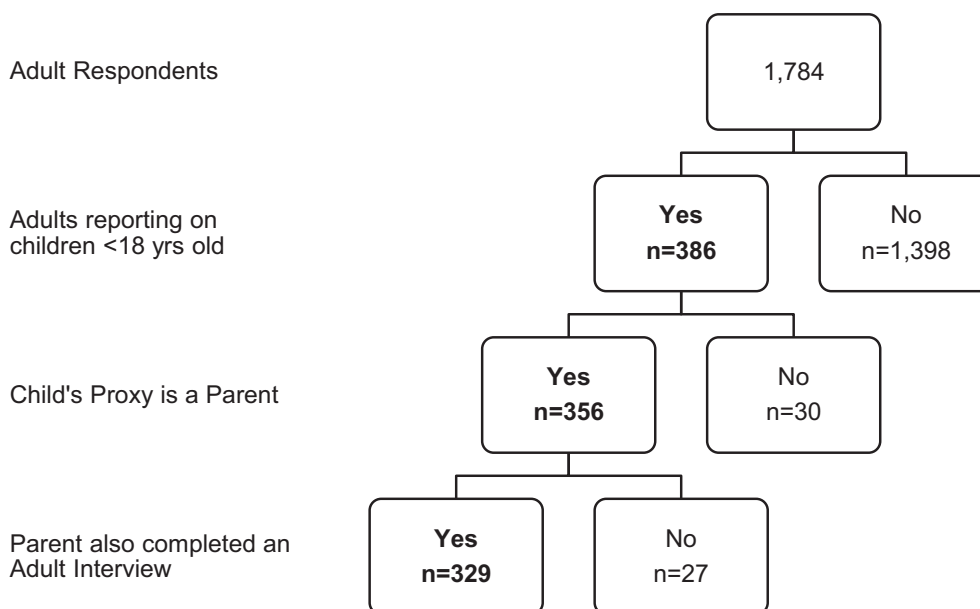 Adult Respondents
1,784
Adults reporting on
children <18 yrs old
Yes
n=386
No
n=1,398
Child's Proxy is a Parent
Yes
n=356
No
n=30
Parent also completed an
Adult Interview
Yes
n=329
No
n=27